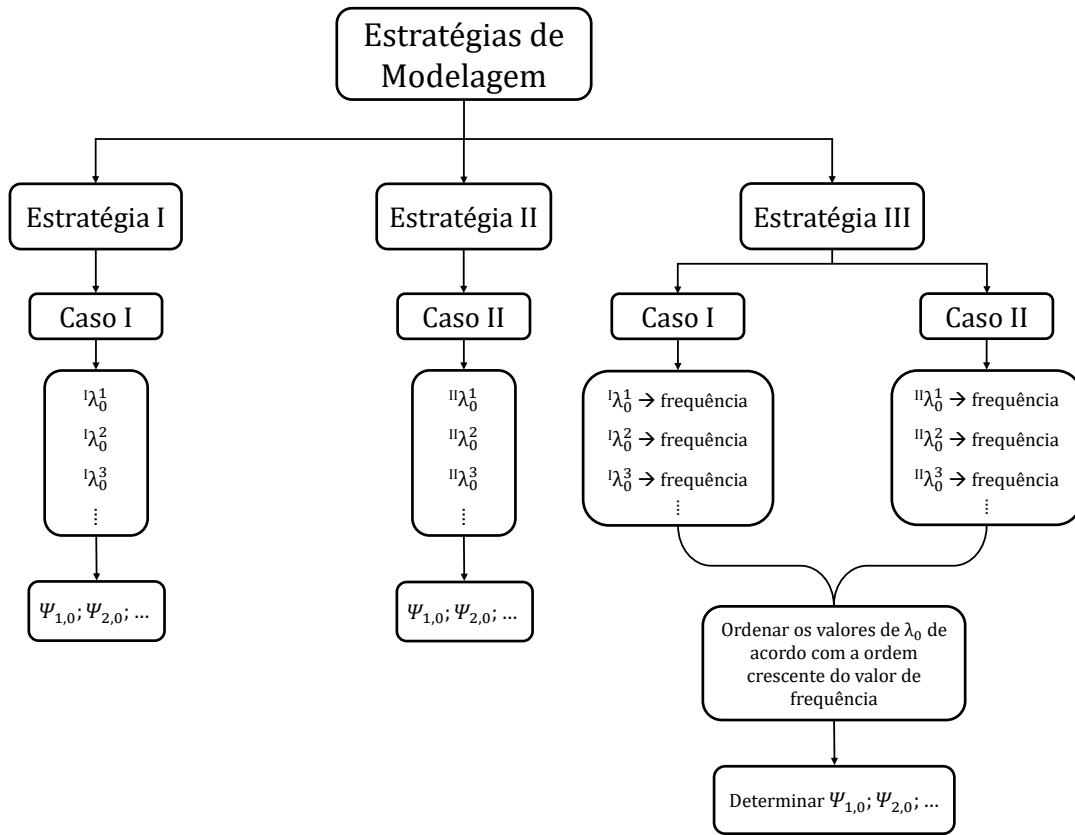 Estratégias de
Modelagem
Estratégia I
Estratégia II
Estratégia III
Caso I
Caso II
Caso I
Caso II
ᴵλ₀¹
ᴵλ₀²
ᴵλ₀³
⋮
ᴵᴵλ₀¹
ᴵᴵλ₀²
ᴵᴵλ₀³
⋮
ᴵλ₀¹ → frequência
ᴵλ₀² → frequência
ᴵλ₀³ → frequência
⋮
ᴵᴵλ₀¹ → frequência
ᴵᴵλ₀² → frequência
ᴵᴵλ₀³ → frequência
⋮
Ψ₁,₀; Ψ₂,₀; ...
Ψ₁,₀; Ψ₂,₀; ...
Ordenar os valores de λ₀ de
acordo com a ordem
crescente do valor de
frequência
Determinar Ψ₁,₀; Ψ₂,₀; ...